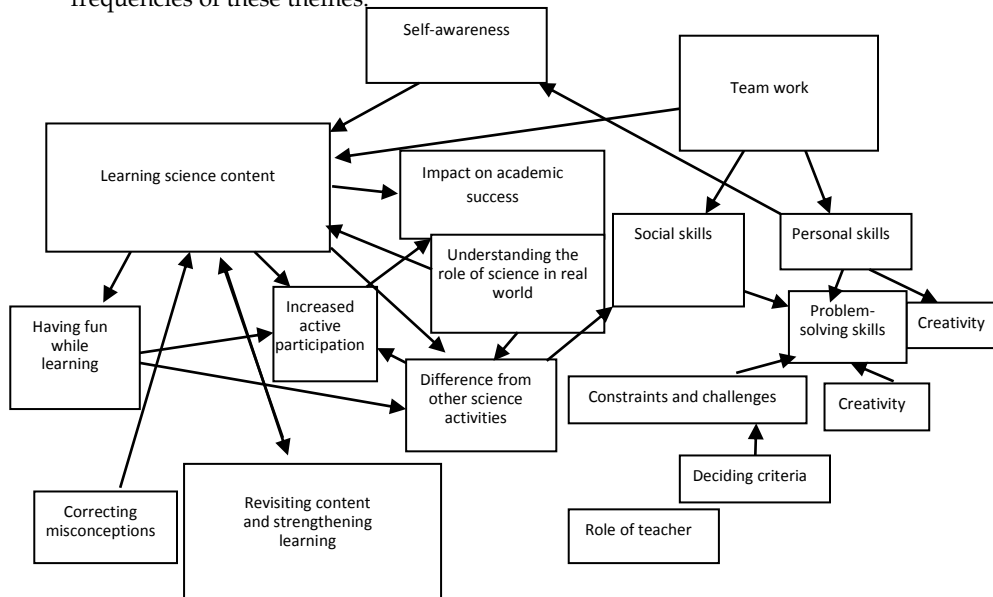 frequencies of these themes.
Self-awareness
Team work
Learning science content
Impact on academic
success
Social skills
Personal skills
Understanding the
role of science in real
world
Having fun
while
learning
Increased
active
participation
Problem-
solving skills
Creativity
Difference from
other science
activities
Constraints and challenges
Creativity
Deciding criteria
Correcting
misconceptions
Revisiting content
and strengthening
learning
Role of teacher